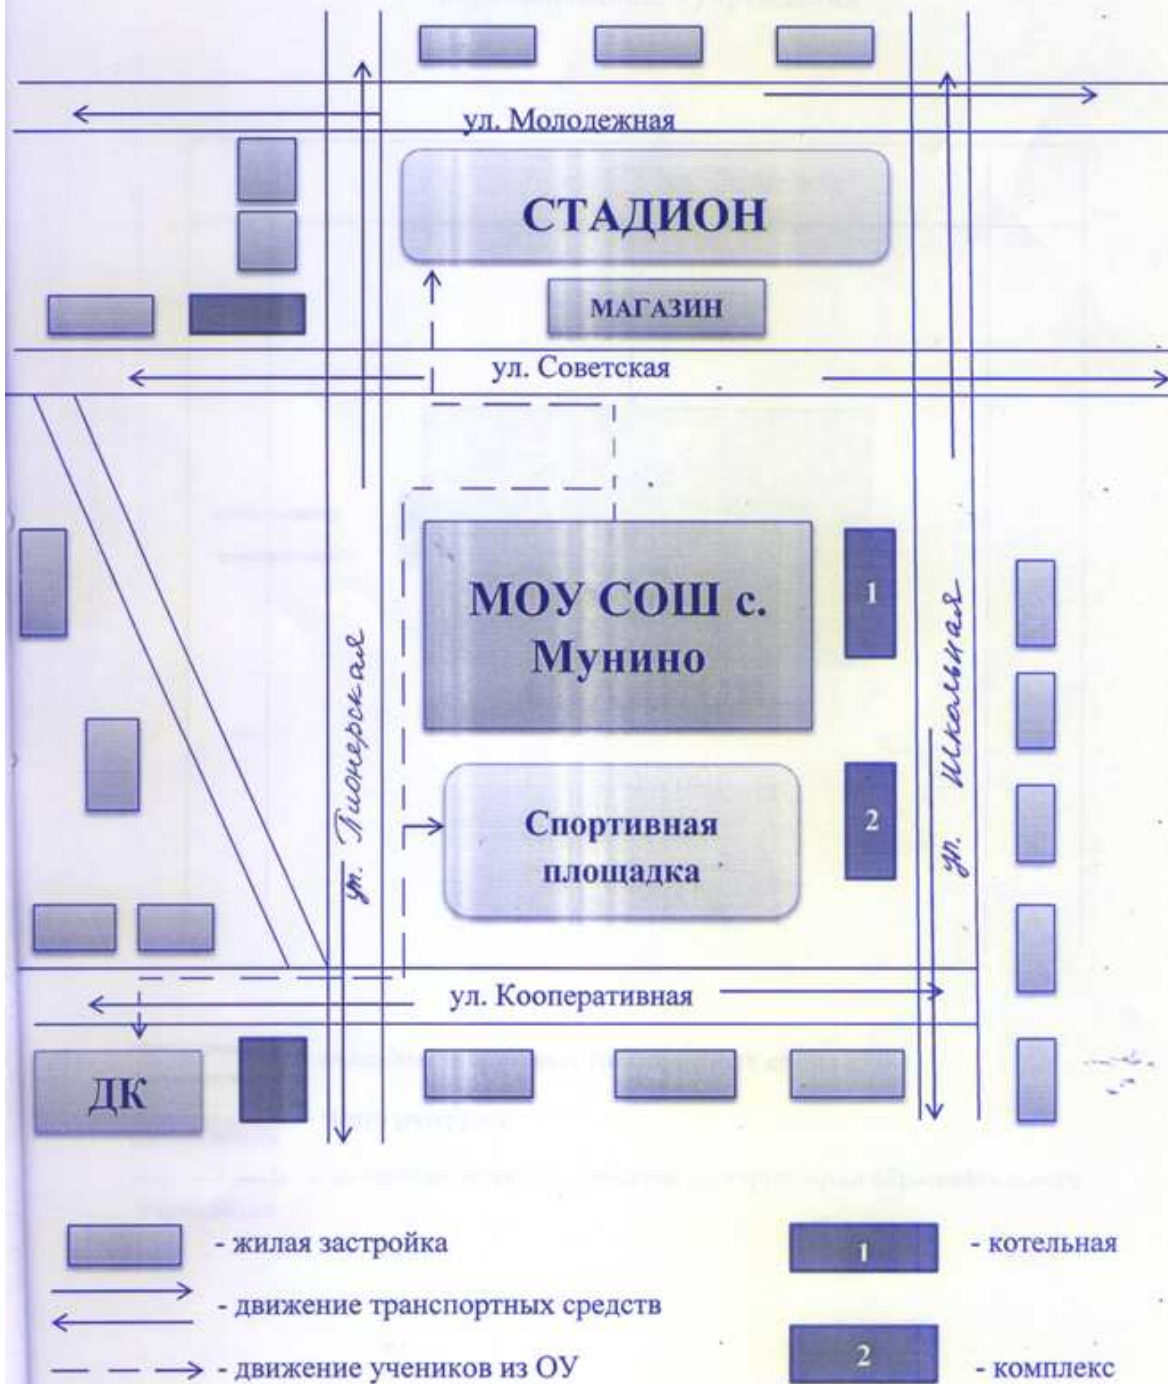 ул. Молодежная
СТАДИОН
МАГАЗИН
ул. Советская
МОУ СОШ с.
Мунино
1
ул. Пионерская
ул. Школьная
Спортивная
площадка
2
ул. Кооперативная
ДК
- жилая застройка
1 - котельная
- движение транспортных средств
- движение учеников из ОУ
2 - комплекс